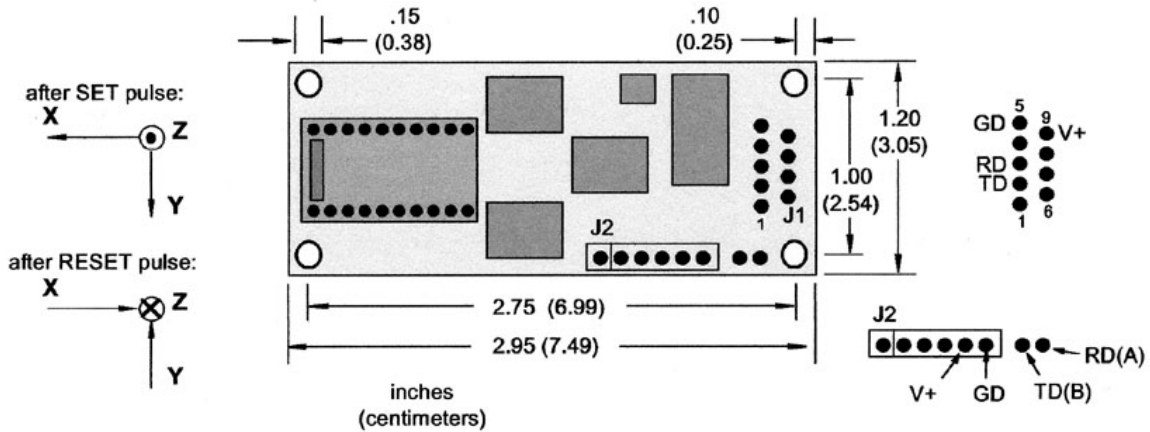 .15
(0.38)
.10
(0.25)
after SET pulse:
X
Z
Y
1.20
(3.05)
1.00
(2.54)
J2
1
J1
GD
5
9
V+
RD
TD
1
6
after RESET pulse:
X
Z
Y
2.75 (6.99)
2.95 (7.49)
inches
(centimeters)
J2
V+
GD
TD(B)
RD(A)